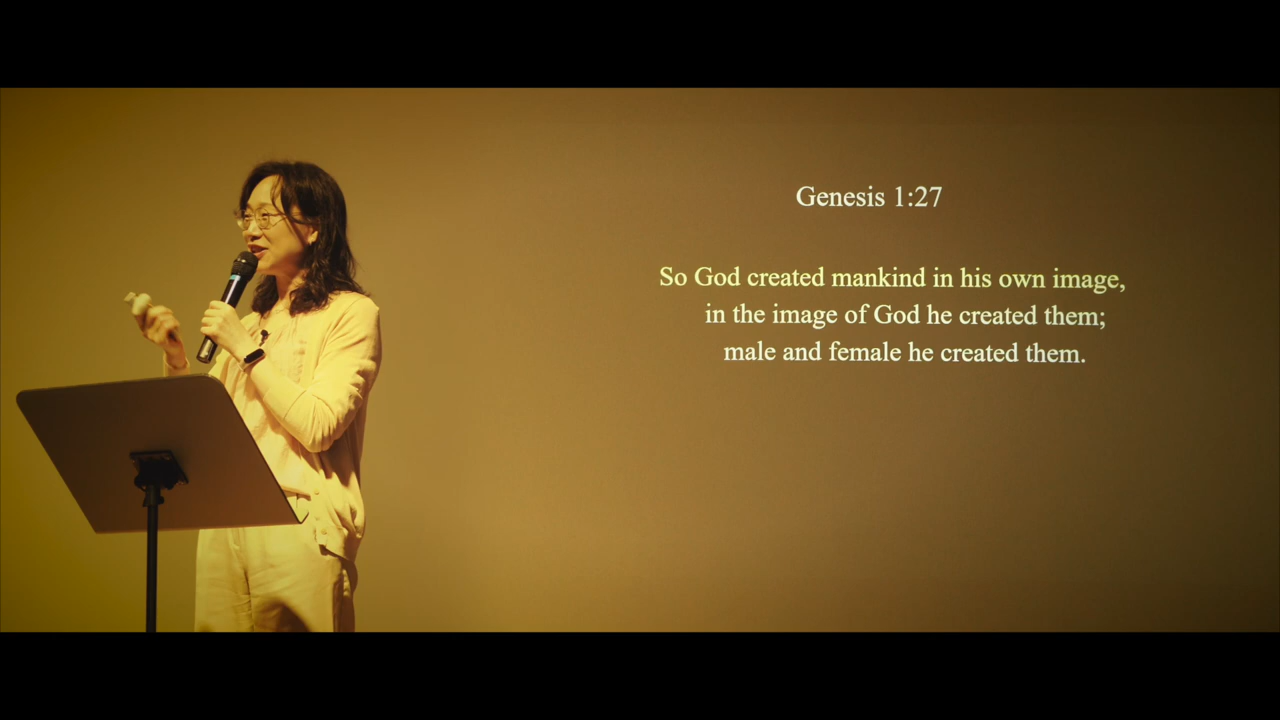 Genesis 1:27
So God created mankind in his own image,
in the image of God he created them;
male and female he created them.